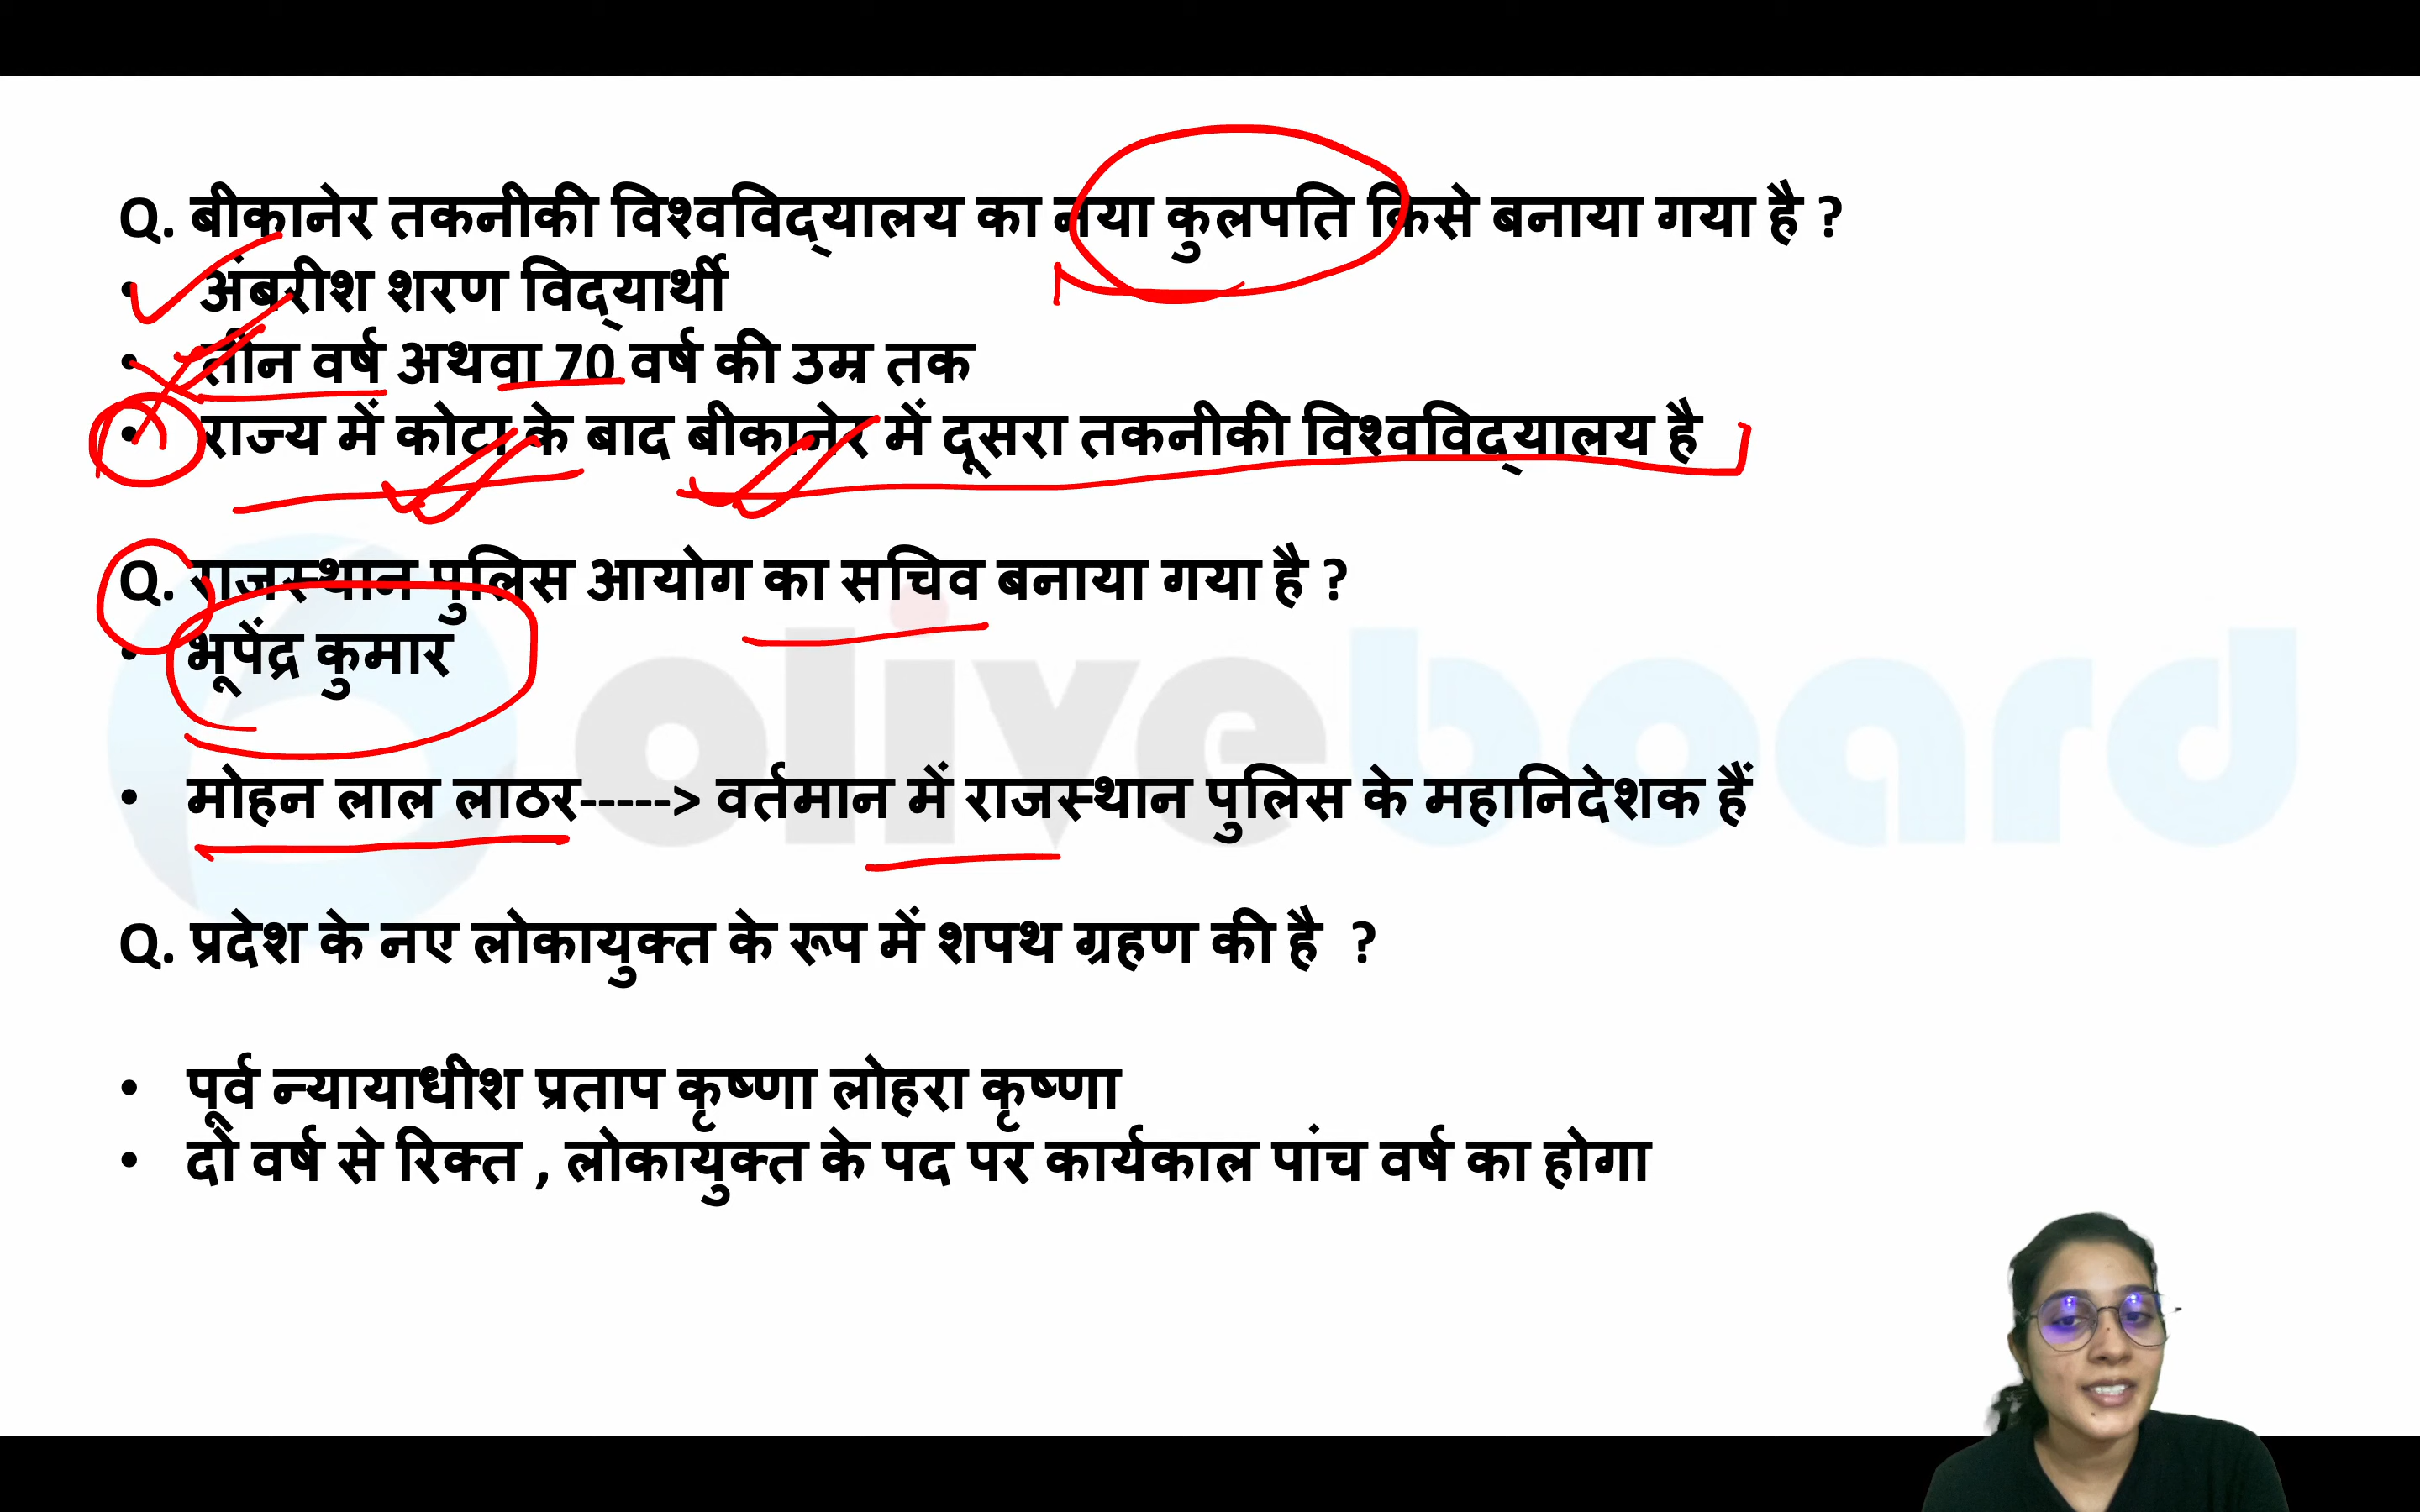 Q. बीकानेर तकनीकी विश्वविद्यालय का नया कुलपति किसे बनाया गया है ?
• अंबरीश शरण विद्यार्थी
• तीन वर्ष अथवा 70 वर्ष की उम्र तक
• राज्य में कोटा के बाद बीकानेर में दूसरा तकनीकी विश्वविद्यालय है
Q. राजस्थान पुलिस आयोग का सचिव बनाया गया है ?
• भूपेंद्र कुमार
oliveboard
• मोहन लाल लाठर-----> वर्तमान में राजस्थान पुलिस के महानिदेशक हैं
Q. प्रदेश के नए लोकायुक्त के रूप में शपथ ग्रहण की है ?
• पूर्व न्यायाधीश प्रताप कृष्णा लोहरा कृष्णा
• दो वर्ष से रिक्त , लोकायुक्त के पद पर कार्यकाल पांच वर्ष का होगा